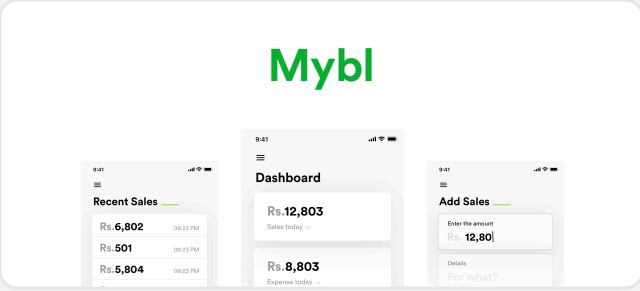 Mybl
9:41
Recent Sales
Rs.6,802 09:23 PM
Rs.501 09:23 PM
Rs.5,804 09:23 PM
9:41
Dashboard
Rs.12,803
Sales today →
Rs.8,803
Expense today →
9:41
Add Sales
Enter the amount
Rs. 12,80
Details
For what?